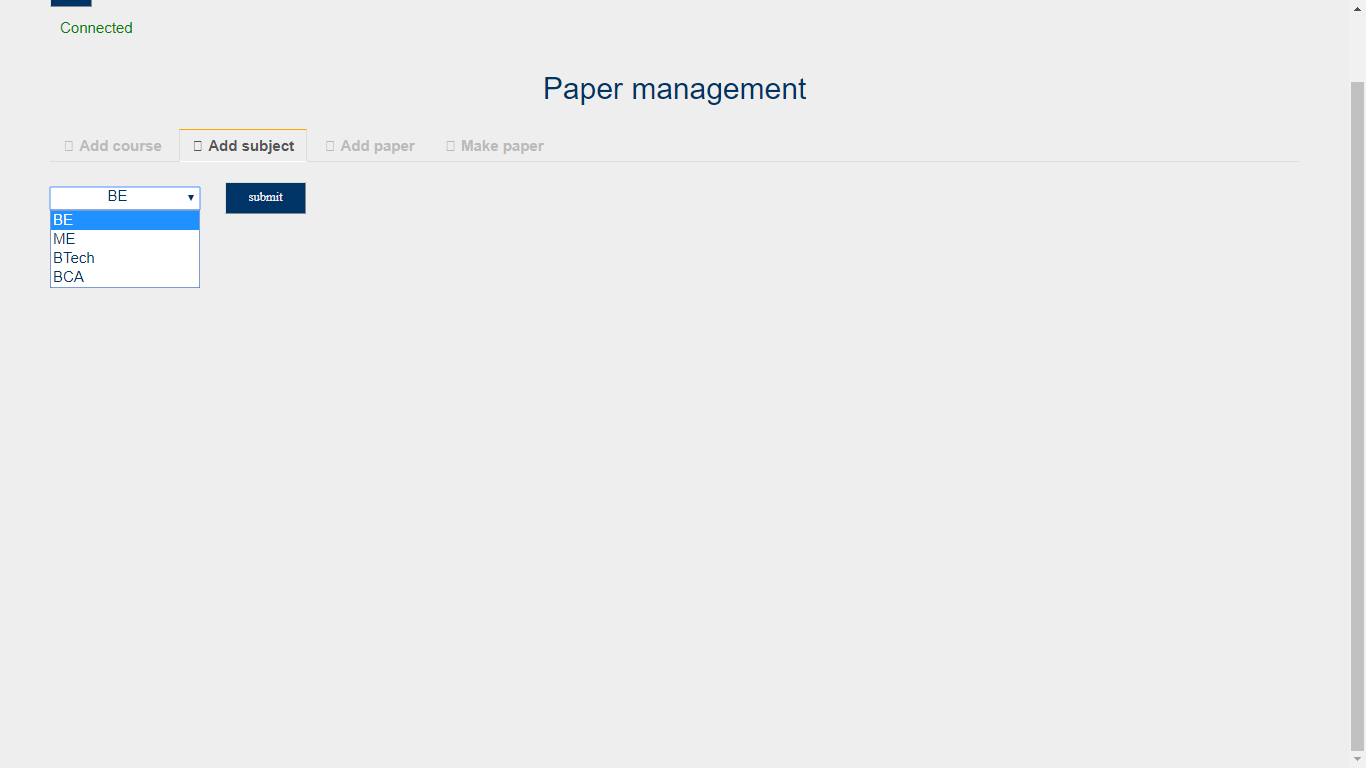 Connected
Paper management
Add course Add subject Add paper Make paper
BE submit
BE
ME
BTech
BCA